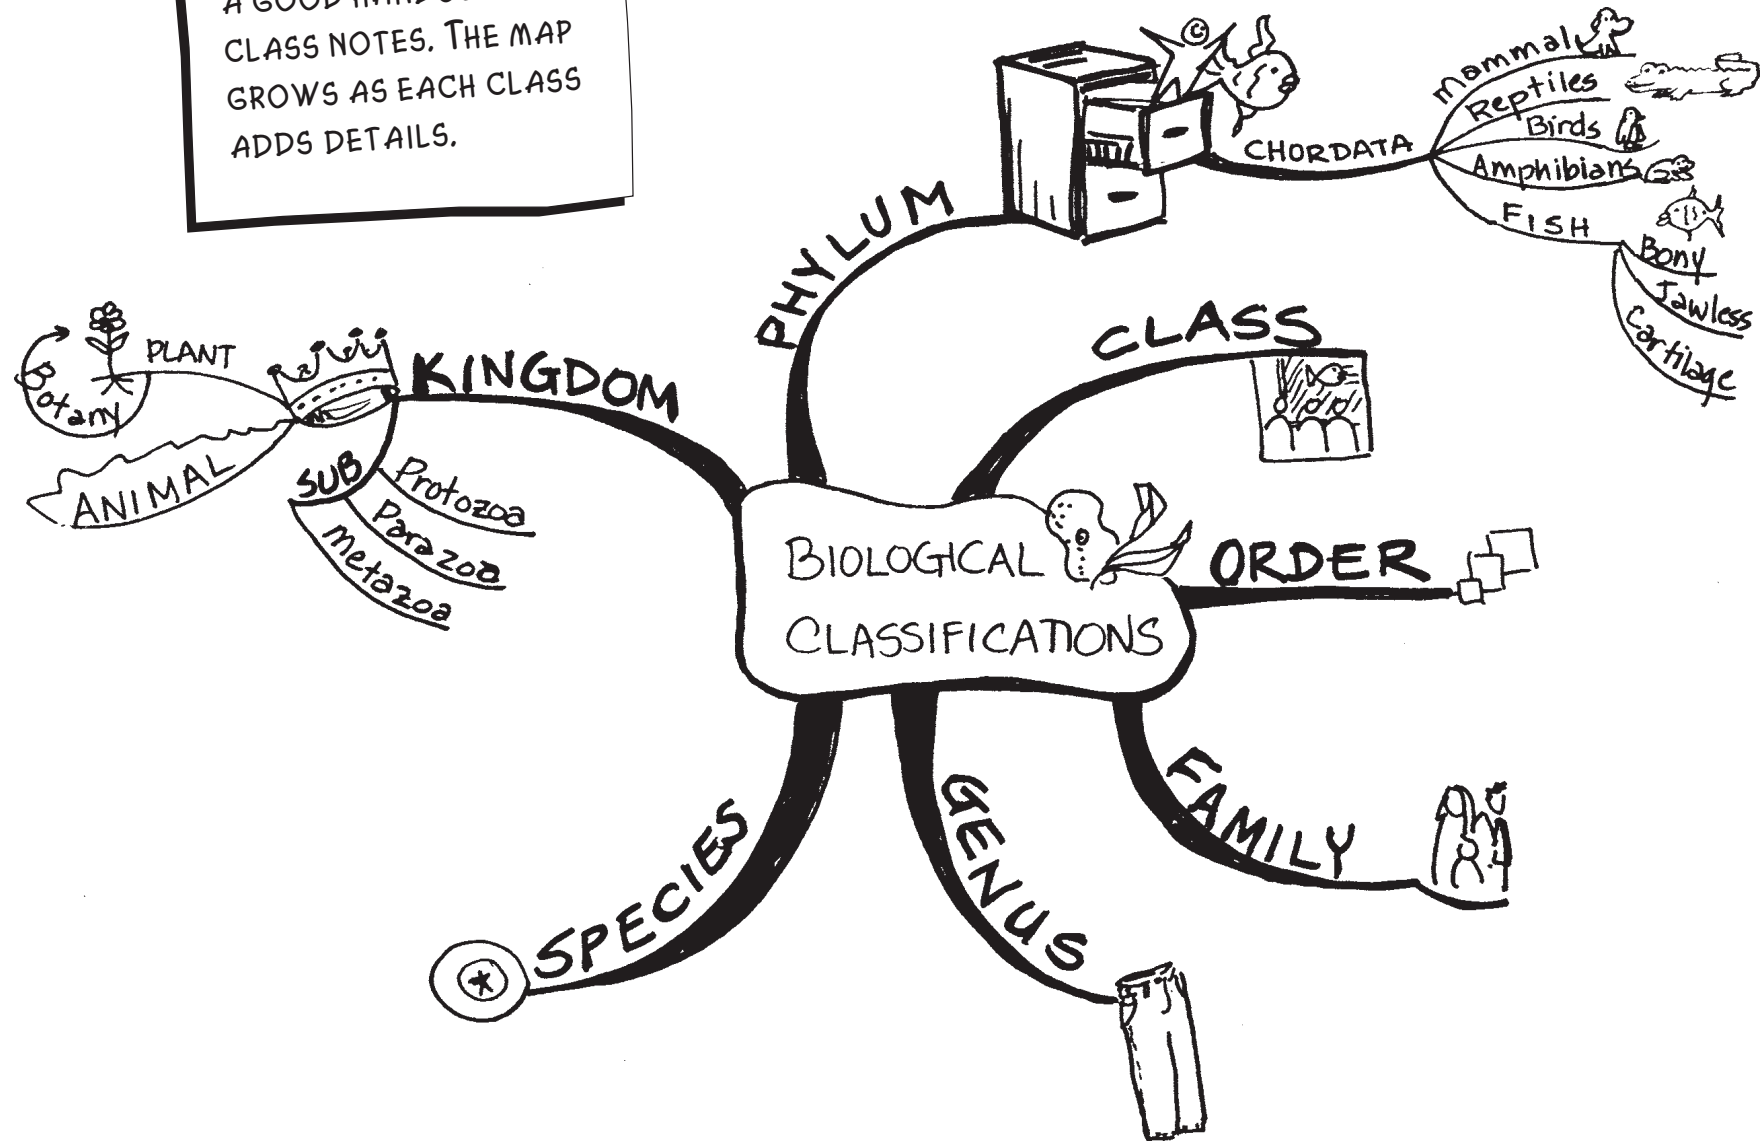 A GOOD
CLASS NOTES. THE MAP
GROWS AS EACH CLASS
ADDS DETAILS.
BIOLOGICAL
CLASSIFICATIONS
KINGDOM
PLANT
Botany
ANIMAL
SUB
Protozoa
Parazoa
Metazoa
PHYLUM
©
CHORDATA
Mammal
Reptiles
Birds
Amphibians
FISH
Bony
Jawless
Cartilage
CLASS
ORDER
FAMILY
GENUS
SPECIES